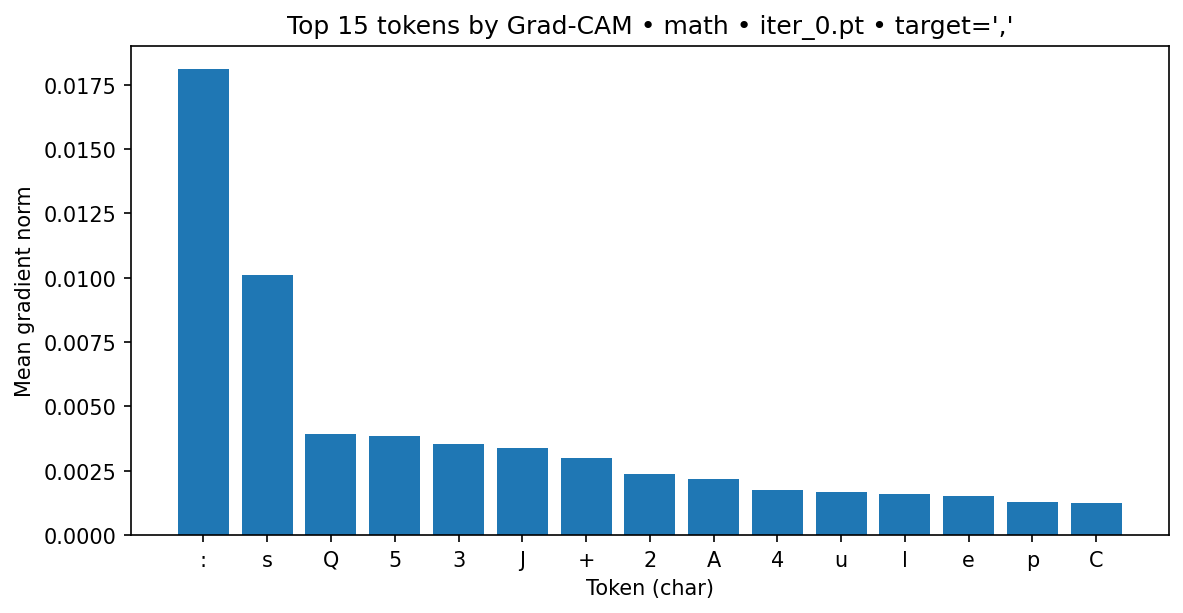 Top 15 tokens by Grad-CAM • math • iter_0.pt • target=','
Mean gradient norm
0.0175
0.0150
0.0125
0.0100
0.0075
0.0050
0.0025
0.0000
: s Q 5 3 J + 2 A 4 u l e p C
Token (char)